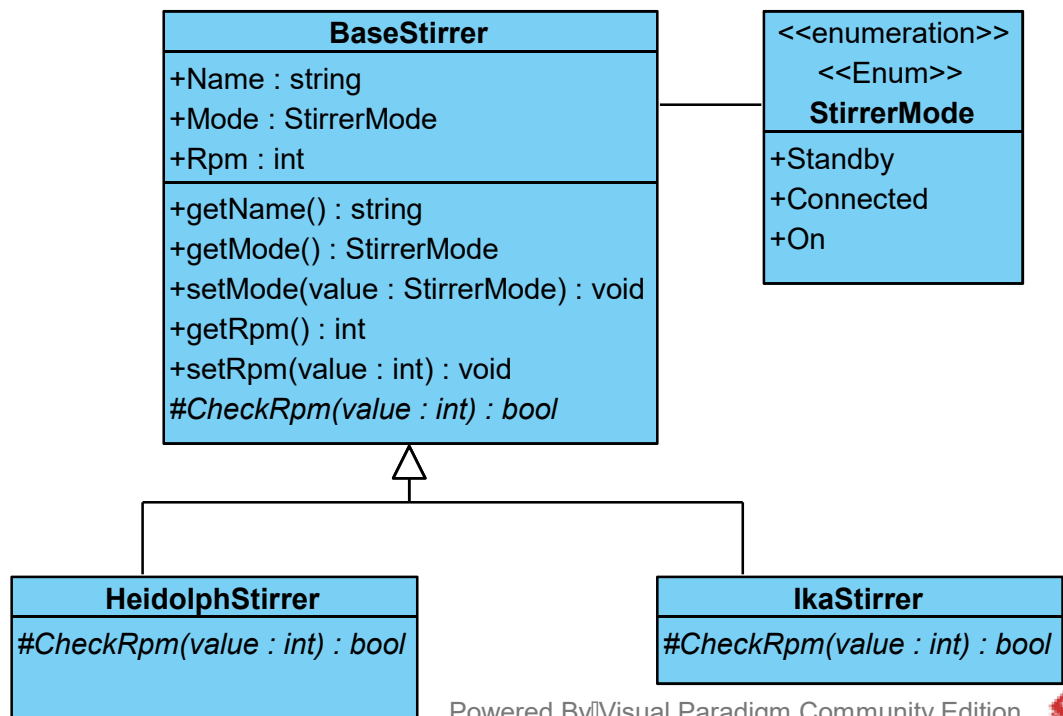 BaseStirrer
+Name : string
+Mode : StirrerMode
+Rpm : int
+getName() : string
+getMode() : StirrerMode
+setMode(value : StirrerMode) : void
+getRpm() : int
+setRpm(value : int) : void
#CheckRpm(value : int) : bool
<<enumeration>>
<<Enum>>
StirrerMode
+Standby
+Connected
+On
HeidolphStirrer
#CheckRpm(value : int) : bool
IkaStirrer
#CheckRpm(value : int) : bool
Powered By Visual Paradigm Community Edition